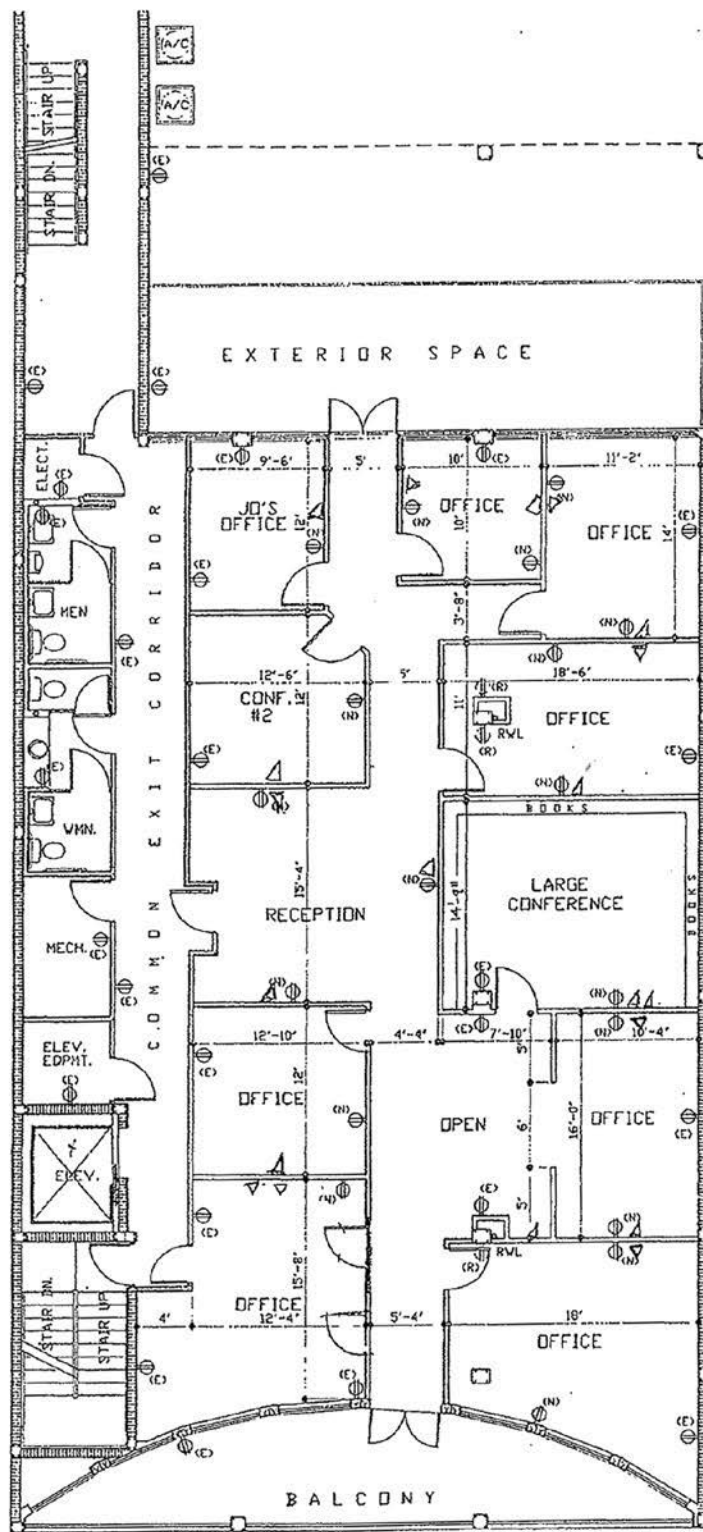 (A/C)
STAIR UP
(A/C)
STAIR DN.
(E)
EXTERIOR SPACE
(E)
(E)
ELECT.
(E)
(E)
9'-6"
5'
10'
(E)
11'-2"
JO'S
OFFICE
12'
(N)
OFFICE
(N)
10'
(N)
(N)
OFFICE
14'
(E)
(E)
(E)
MEN
(E)
3'-8"
(N)
(N)
12'-6"
12'
CONF.
#2
(N)
5'
11'
18'-6"
(R)
OFFICE
RWL
(R)
(E)
(E)
(E)
WMN.
(N)
(N)
BOOKS
COMMON EXIT CORRIDOR
15'-4"
RECEPTION
(N)
14'-4"
LARGE
CONFERENCE
BOOKS
MECH.
(E)
(E)
(N)
(E)
(N)
ELEV.
EQPMT.
(E)
12'-10"
(E)
12'
OFFICE
(N)
4'-4"
(E)
7'-10"
5'
(N)
10'-4"
OPEN
6'
16'-0"
OFFICE
(E)
ELEV.
(E)
(N)
5'
(E)
RWL
(R)
(N)
(N)
STAIR DN.
STAIR UP
15'-8"
OFFICE
4'
12'-4"
5'-4"
18'
OFFICE
(E)
(E)
(E)
(N)
(E)
BALCONY